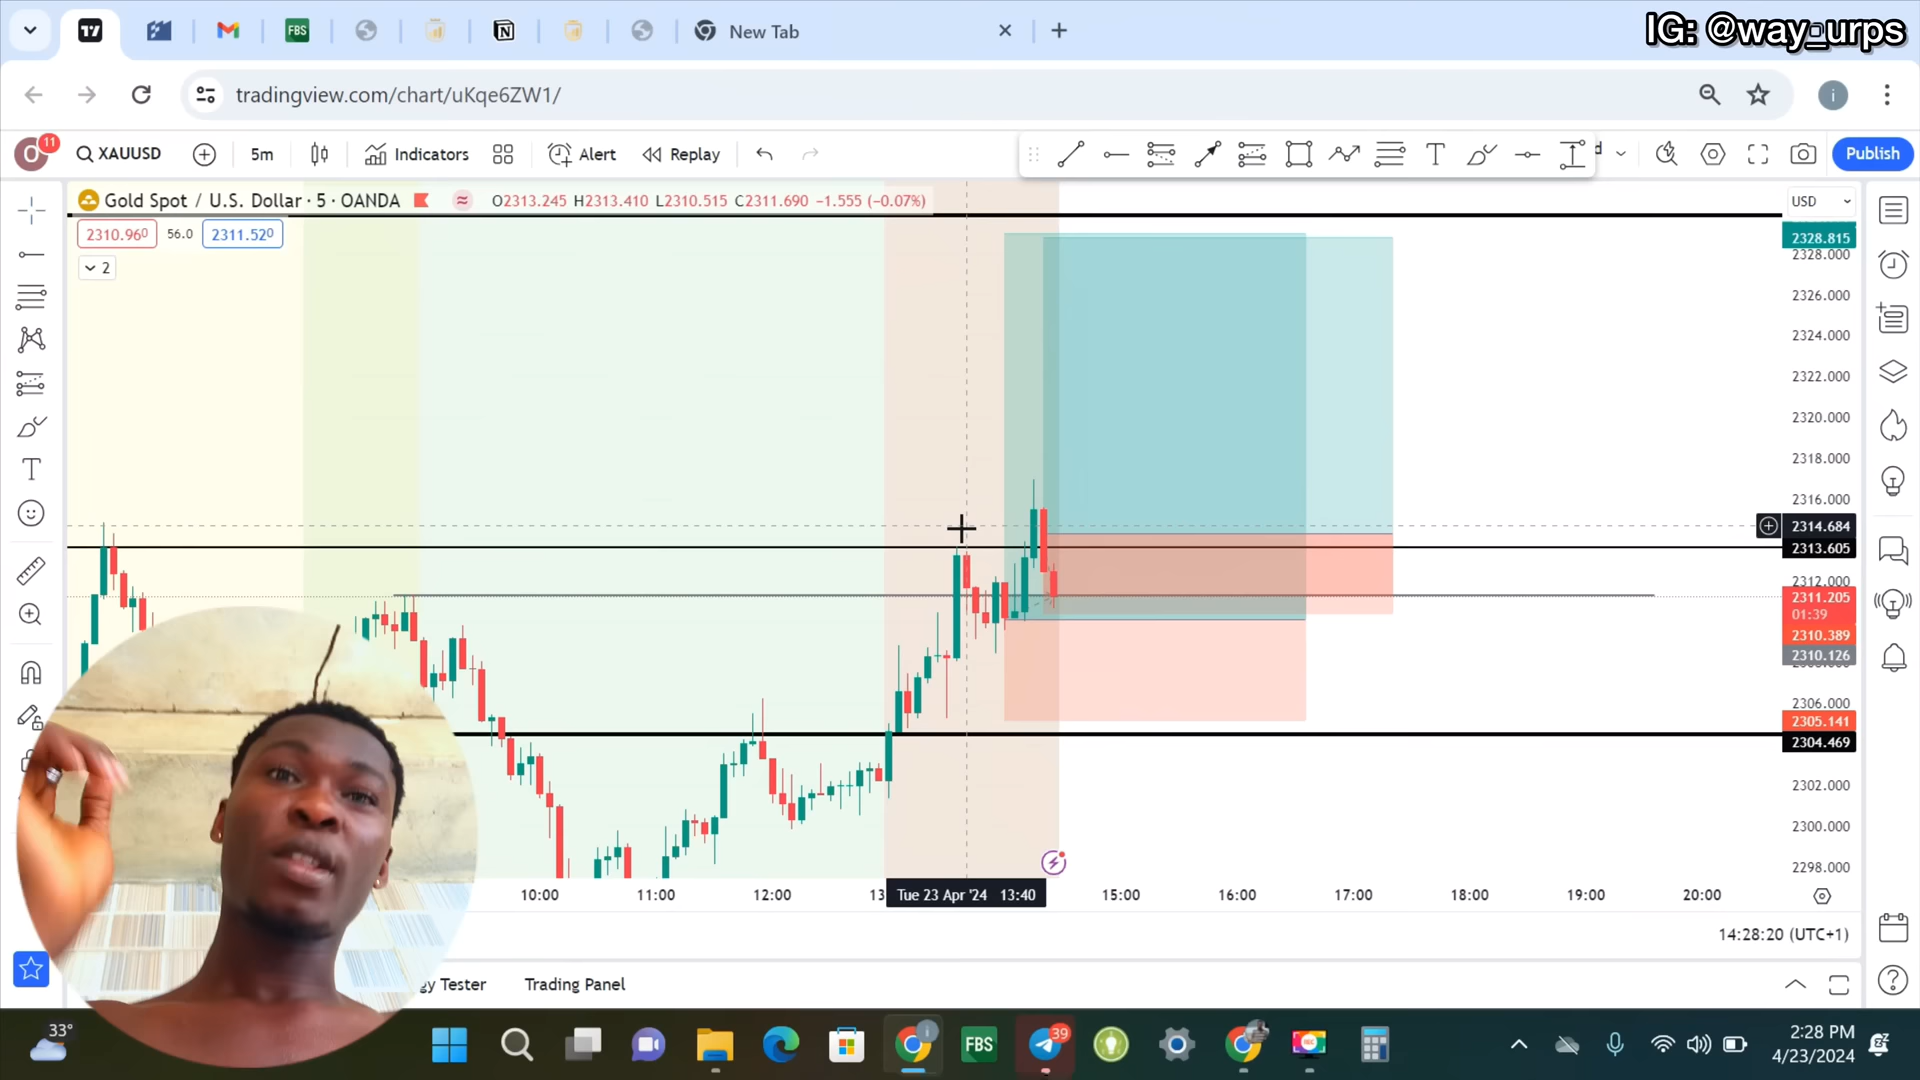 IG: @way_urps
New Tab
FBS
tradingview.com/chart/uKqe6ZW1/
i
O
11
XAUUSD
5m
Indicators
Alert
Replay
Publish
Gold Spot / U.S. Dollar · 5 · OANDA
O2313.245 H2313.410 L2310.515 C2311.690 −1.555 (−0.07%)
USD
2310.960
56.0
2311.520
2
2328.815
2328.000
2326.000
2324.000
2322.000
2320.000
2318.000
2316.000
2314.684
2313.605
2312.000
2311.205
01:39
2310.389
2310.126
2306.000
2305.141
2304.469
2302.000
2300.000
2298.000
10:00
11:00
12:00
13
Tue 23 Apr '24 13:40
15:00
16:00
17:00
18:00
19:00
20:00
14:28:20 (UTC+1)
gy Tester
Trading Panel
33°
FBS
39
2:28 PM
4/23/2024